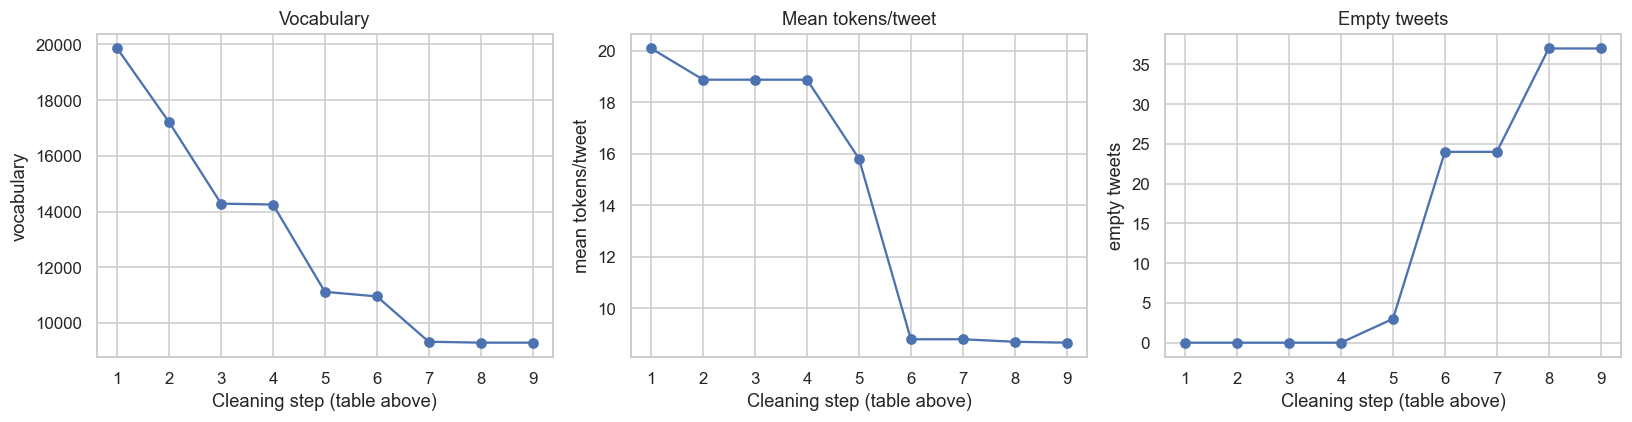 Vocabulary
20000
18000
16000
14000
12000
10000
vocabulary
1 2 3 4 5 6 7 8 9
Cleaning step (table above)
Mean tokens/tweet
20
18
16
14
12
10
mean tokens/tweet
1 2 3 4 5 6 7 8 9
Cleaning step (table above)
Empty tweets
35
30
25
20
15
10
5
0
empty tweets
1 2 3 4 5 6 7 8 9
Cleaning step (table above)